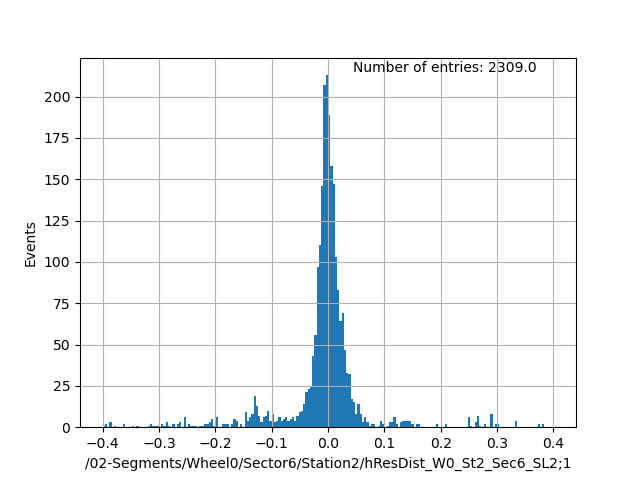 Number of entries: 2309.0
200
175
150
125
100
75
50
25
0
Events
−0.4 −0.3 −0.2 −0.1 0.0 0.1 0.2 0.3 0.4
/02-Segments/Wheel0/Sector6/Station2/hResDist_W0_St2_Sec6_SL2;1